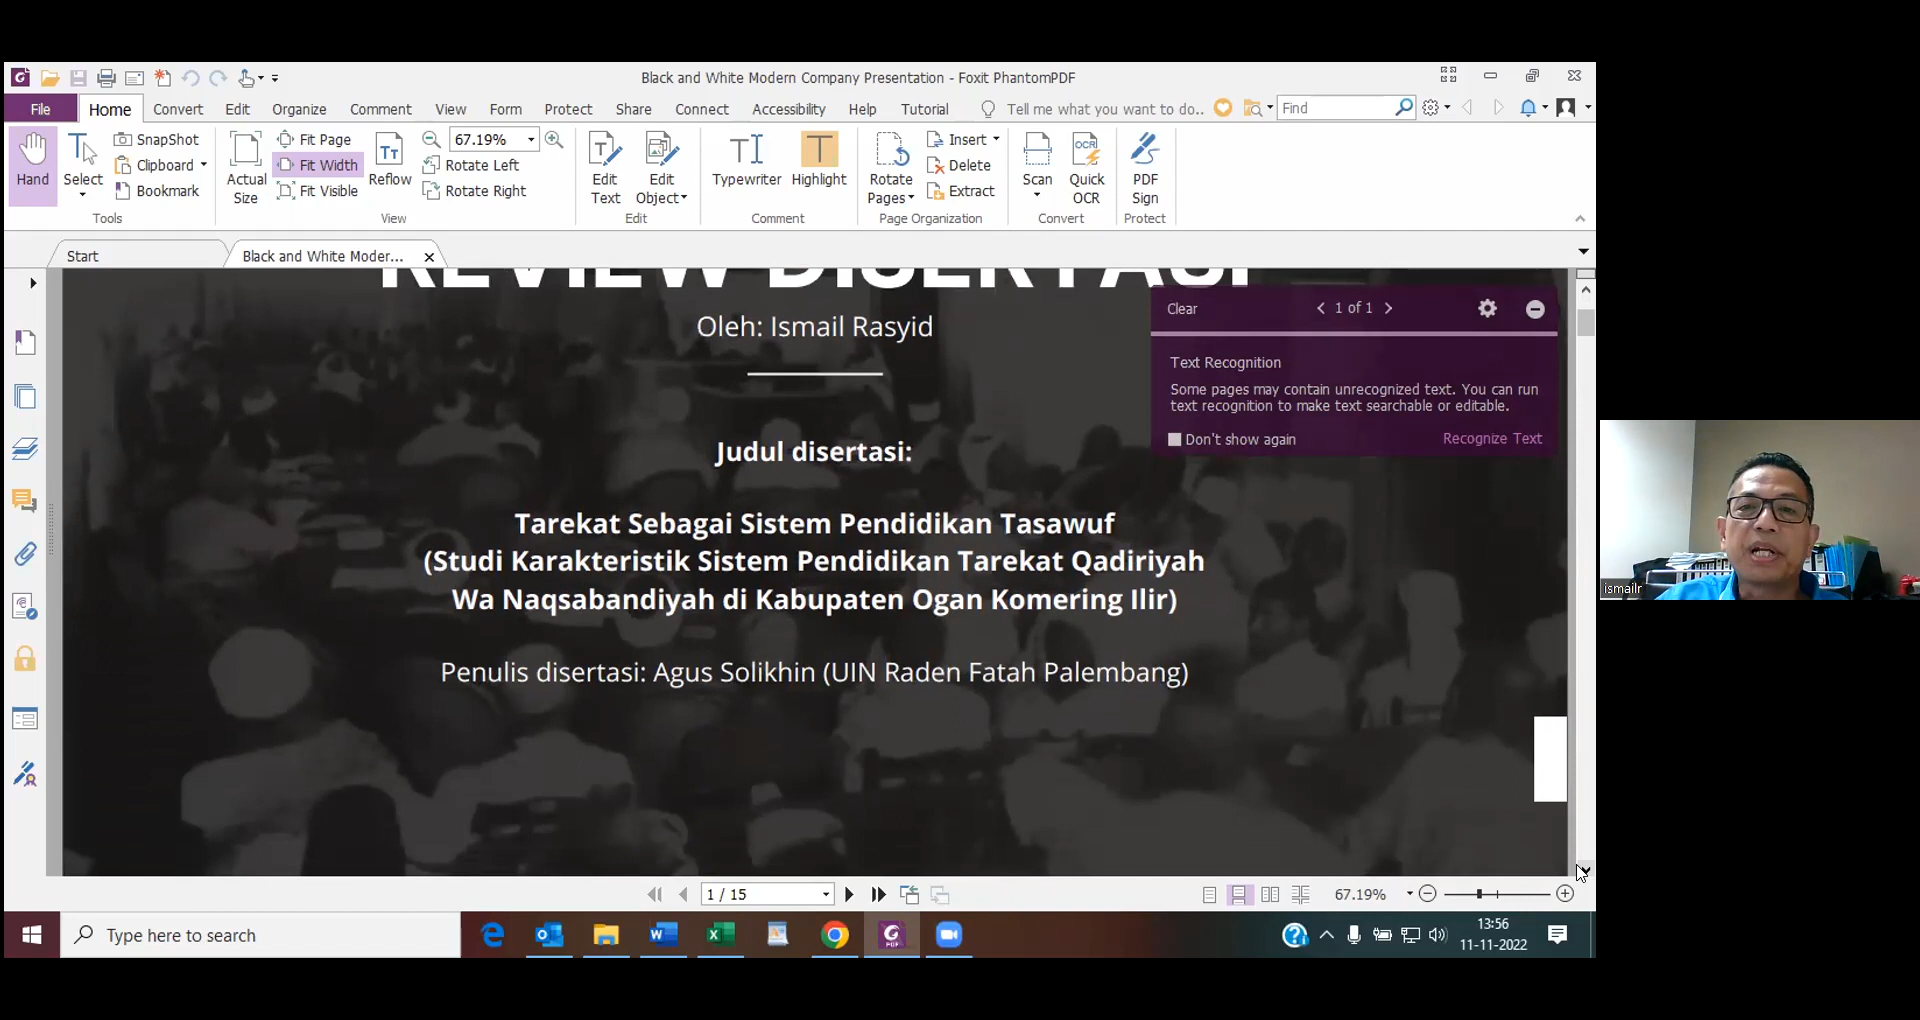 Black and White Modern Company Presentation - Foxit PhantomPDF
File Home Convert Edit Organize Comment View Form Protect Share Connect Accessibility Help Tutorial Tell me what you want to do.. Find
Hand
Select
SnapShot
Clipboard
Bookmark
Tools
Actual Size
Fit Page
Fit Width
Fit Visible
Reflow
67.19%
Rotate Left
Rotate Right
View
Edit Text
Edit Object
Edit
Typewriter
Highlight
Comment
Rotate Pages
Insert
Delete
Extract
Page Organization
Scan
Quick OCR
Convert
PDF Sign
Protect
Start
Black and White Moder...
REVIEW DISERTASI
Oleh: Ismail Rasyid
Clear
1 of 1
Text Recognition
Some pages may contain unrecognized text. You can run
text recognition to make text searchable or editable.
Don't show again
Recognize Text
Judul disertasi:
Tarekat Sebagai Sistem Pendidikan Tasawuf
(Studi Karakteristik Sistem Pendidikan Tarekat Qadiriyah
Wa Naqsabandiyah di Kabupaten Ogan Komering Ilir)
Penulis disertasi: Agus Solikhin (UIN Raden Fatah Palembang)
ismailr
1 / 15
67.19%
Type here to search
13:56
11-11-2022